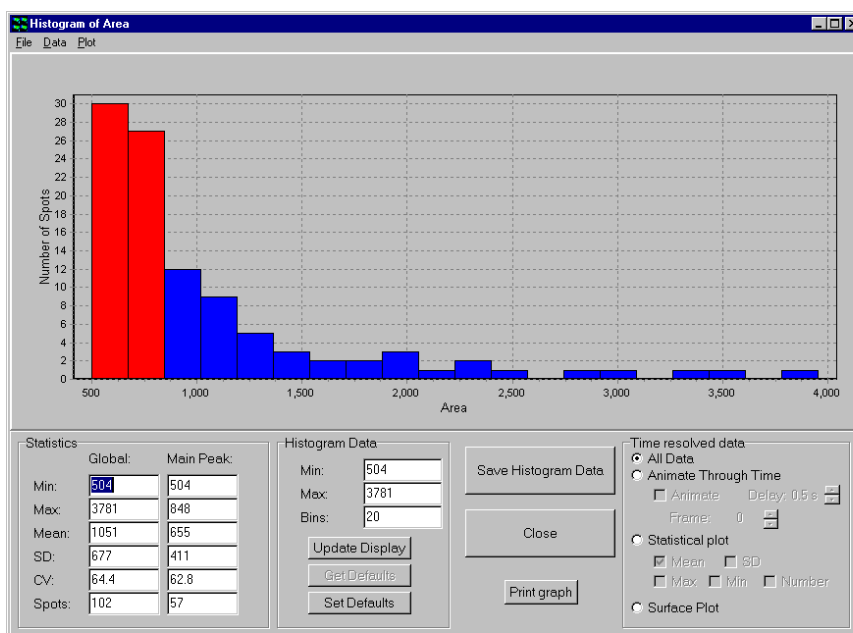 Histogram of Area
File Data Plot
30
28
26
24
22
20
18
16
14
12
10
8
6
4
2
0
Number of Spots
500 1,000 1,500 2,000 2,500 3,000 3,500 4,000
Area
Statistics
Global: Main Peak:
Min: 504 504
Max: 3781 848
Mean: 1051 655
SD: 677 411
CV: 64.4 62.8
Spots: 102 57
Histogram Data
Min: 504
Max: 3781
Bins: 20
Update Display
Get Defaults
Set Defaults
Save Histogram Data
Close
Print graph
Time resolved data
All Data
Animate Through Time
Animate Delay: 0.5 s
Frame: 0
Statistical plot
Mean SD
Max Min Number
Surface Plot